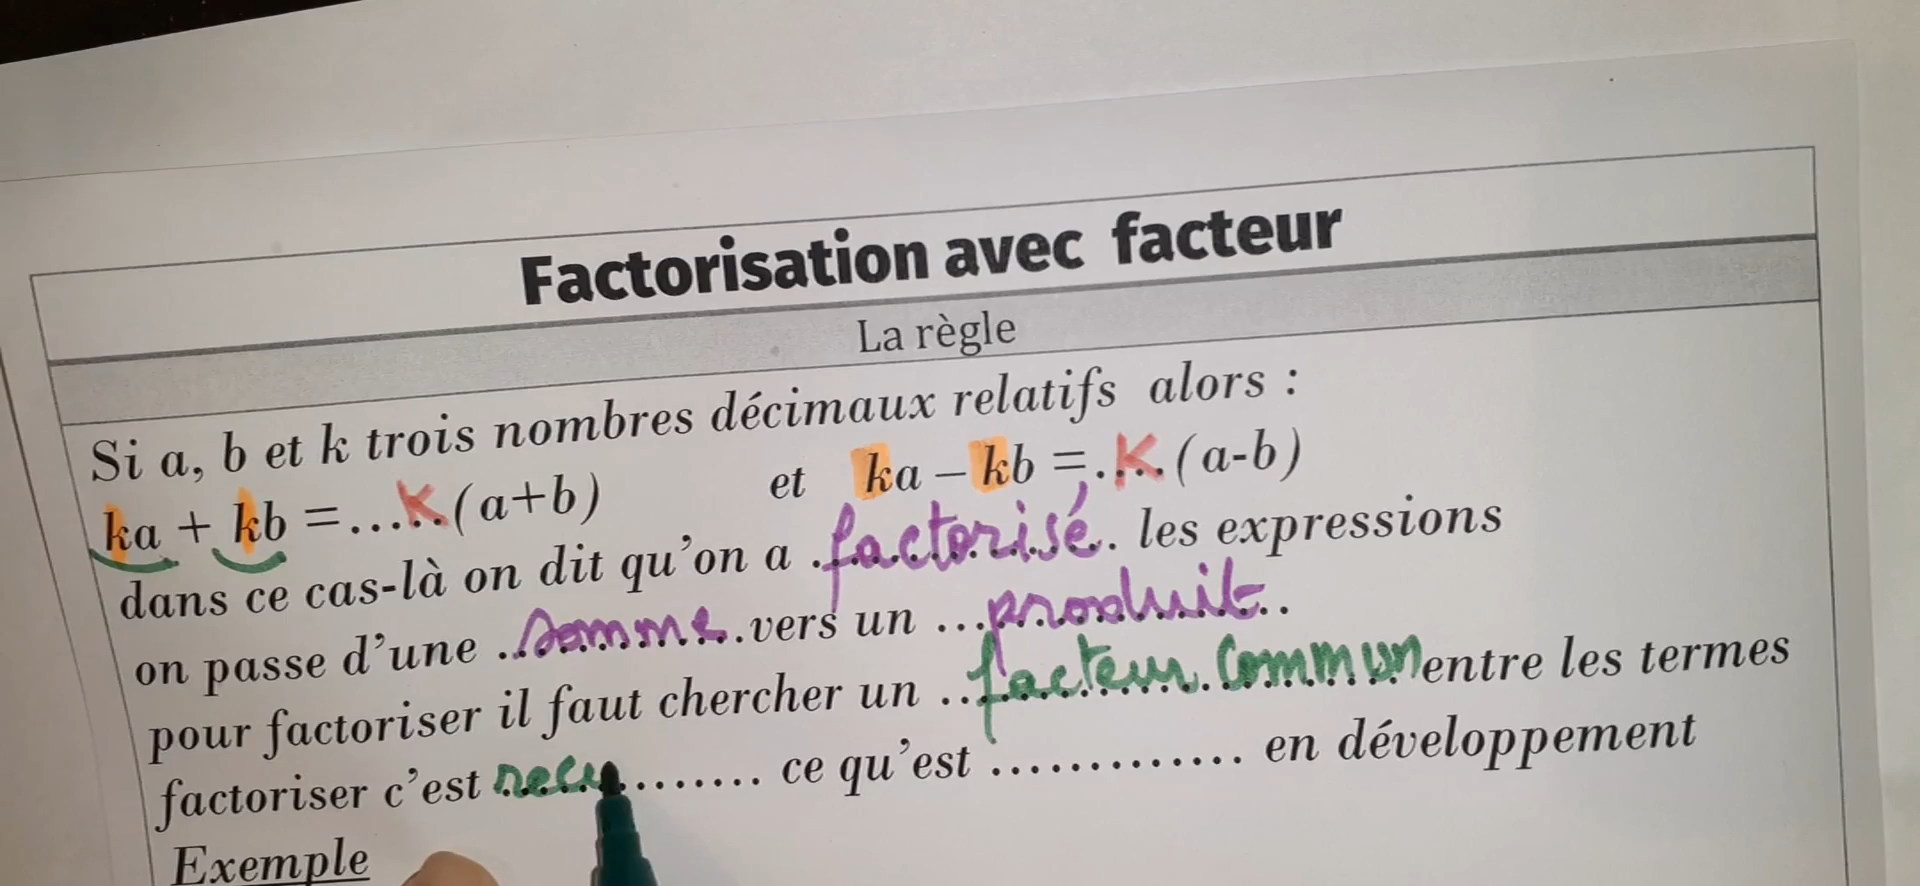 Factorisation avec facteur
La règle
Si a, b et k trois nombres décimaux relatifs alors :
ka + kb =.....K(a+b) et ka – kb =..K..(a-b)
dans ce cas-là on dit qu'on a .factorisé. les expressions
on passe d'une .somme..vers un ...produit..
pour factoriser il faut chercher un ..facteur commun entre les termes
factoriser c'est ........ ce qu'est ............. en développement
Exemple